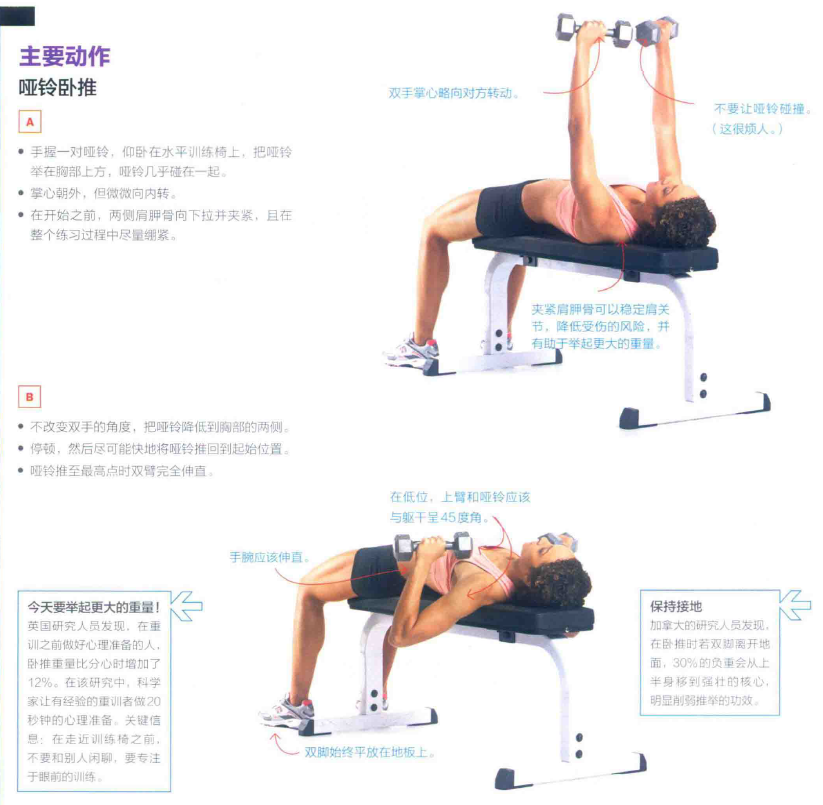 主要动作
哑铃卧推
A
● 手握一对哑铃，仰卧在水平训练椅上，把哑铃
举在胸部上方，哑铃几乎碰在一起。
● 掌心朝外，但微微向内转。
● 在开始之前，两侧肩胛骨向下拉并夹紧，且在
整个练习过程中尽量绷紧。
双手掌心略向对方转动。
不要让哑铃碰撞。
（这很烦人。）
夹紧肩胛骨可以稳定肩关
节，降低受伤的风险，并
有助于举起更大的重量。
B
● 不改变双手的角度，把哑铃降低到胸部的两侧。
● 停顿，然后尽可能快地将哑铃推回到起始位置。
● 哑铃推至最高点时双臂完全伸直。
在低位，上臂和哑铃应该
与躯干呈45度角。
手腕应该伸直。
双脚始终平放在地板上。
今天要举起更大的重量！
英国研究人员发现，在重
训之前做好心理准备的人，
卧推重量比分心时增加了
12%。在该研究中，科学
家让有经验的重训者做20
秒钟的心理准备。关键信
息：在走近训练椅之前，
不要和别人闲聊，要专注
于眼前的训练。
保持接地
加拿大的研究人员发现，
在卧推时若双脚离开地
面，30%的负重会从上
半身移到强壮的核心，
明显削弱推举的功效。